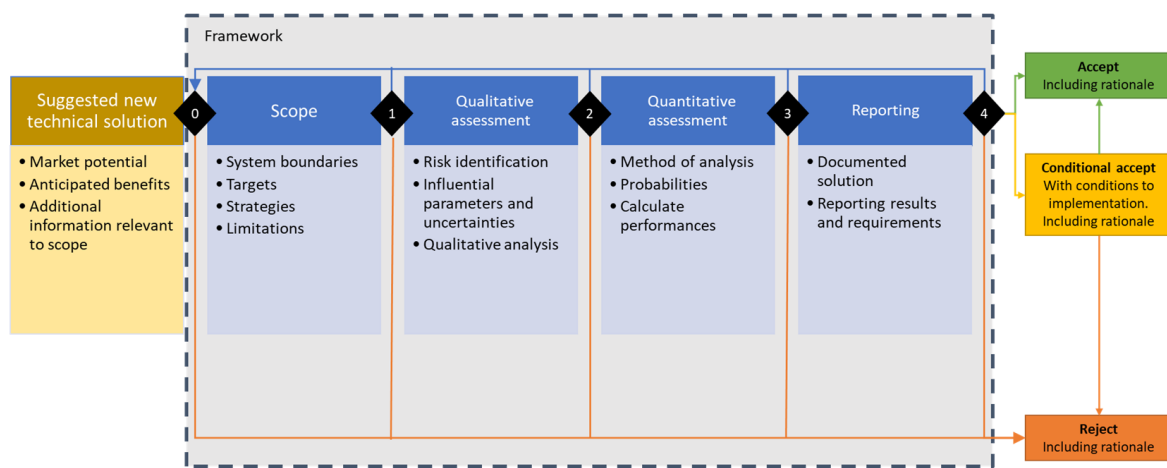 Framework
Suggested new
technical solution
• Market potential
• Anticipated benefits
• Additional
information relevant
to scope
0
Scope
• System boundaries
• Targets
• Strategies
• Limitations
1
Qualitative
assessment
• Risk identification
• Influential
parameters and
uncertainties
• Qualitative analysis
2
Quantitative
assessment
• Method of analysis
• Probabilities
• Calculate
performances
3
Reporting
• Documented
solution
• Reporting results
and requirements
4
Accept
Including rationale
Conditional accept
With conditions to
implementation.
Including rationale
Reject
Including rationale